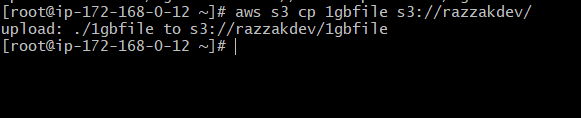 [root@ip-172-168-0-12 ~]# aws s3 cp 1gbfile s3://razzakdev/
upload: ./1gbfile to s3://razzakdev/1gbfile
[root@ip-172-168-0-12 ~]#